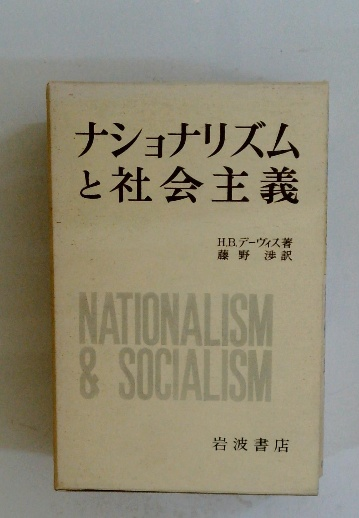 ナショナリズム
と社会主義
H.B.デーヴィス著
藤野 渉訳
NATIONALISM
& SOCIALISM
岩波書店